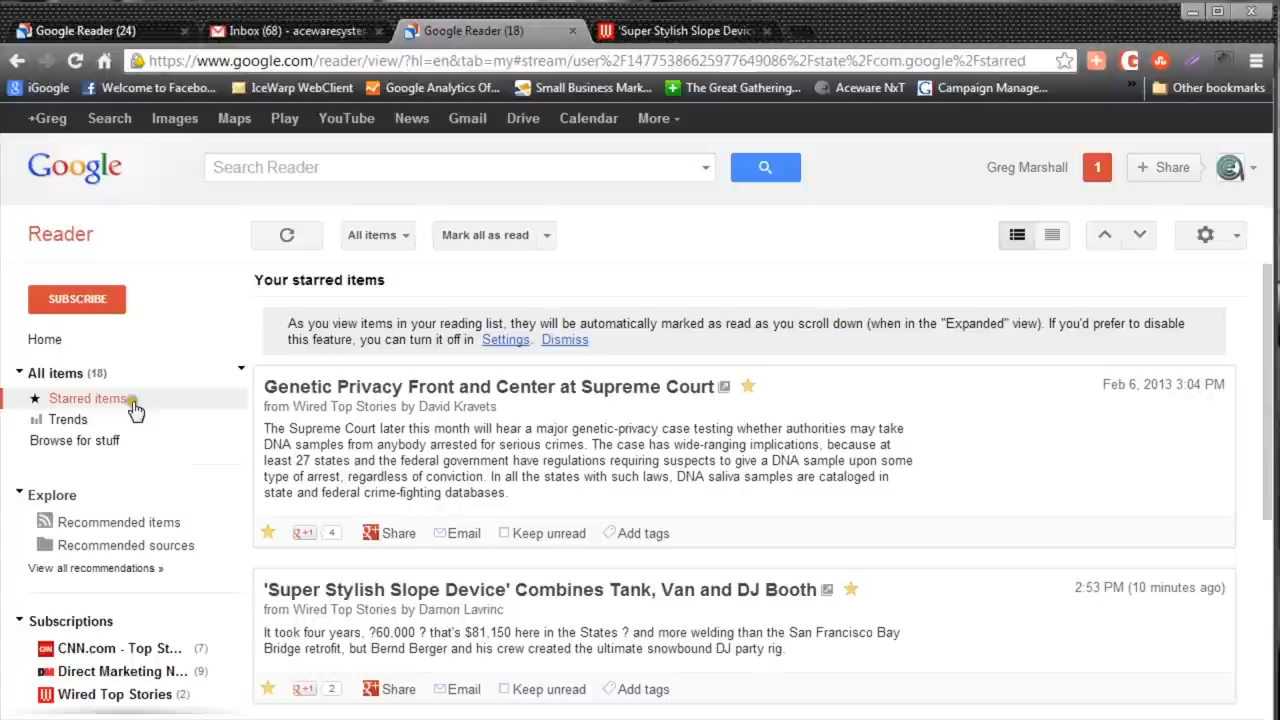 Google Reader (24)
Inbox (68) - acewaresyster
Google Reader (18)
'Super Stylish Slope Devic
https://www.google.com/reader/view/?hl=en&tab=my#stream/user%2F14775386625977649086%2Fstate%2Fcom.google%2Fstarred
iGoogle
Welcome to Facebo...
IceWarp WebClient
Google Analytics Of...
Small Business Mark...
The Great Gathering...
Aceware NxT
Campaign Manage...
»
Other bookmarks
+Greg Search Images Maps Play YouTube News Gmail Drive Calendar More
Google
Search Reader
Greg Marshall
1
+ Share
Reader
All items
Mark all as read
SUBSCRIBE
Home
All items (18)
Starred items
Trends
Browse for stuff
Explore
Recommended items
Recommended sources
View all recommendations »
Subscriptions
CNN.com - Top St... (7)
Direct Marketing N... (9)
Wired Top Stories (2)
Your starred items
As you view items in your reading list, they will be automatically marked as read as you scroll down (when in the "Expanded" view). If you'd prefer to disable
this feature, you can turn it off in Settings. Dismiss
Genetic Privacy Front and Center at Supreme Court
Feb 6, 2013 3:04 PM
from Wired Top Stories by David Kravets
The Supreme Court later this month will hear a major genetic-privacy case testing whether authorities may take
DNA samples from anybody arrested for serious crimes. The case has wide-ranging implications, because at
least 27 states and the federal government have regulations requiring suspects to give a DNA sample upon some
type of arrest, regardless of conviction. In all the states with such laws, DNA saliva samples are cataloged in
state and federal crime-fighting databases.
+1 4 Share Email Keep unread Add tags
'Super Stylish Slope Device' Combines Tank, Van and DJ Booth
2:53 PM (10 minutes ago)
from Wired Top Stories by Damon Lavrinc
It took four years, ?60,000 ? that's $81,150 here in the States ? and more welding than the San Francisco Bay
Bridge retrofit, but Bernd Berger and his crew created the ultimate snowbound DJ party rig.
+1 2 Share Email Keep unread Add tags